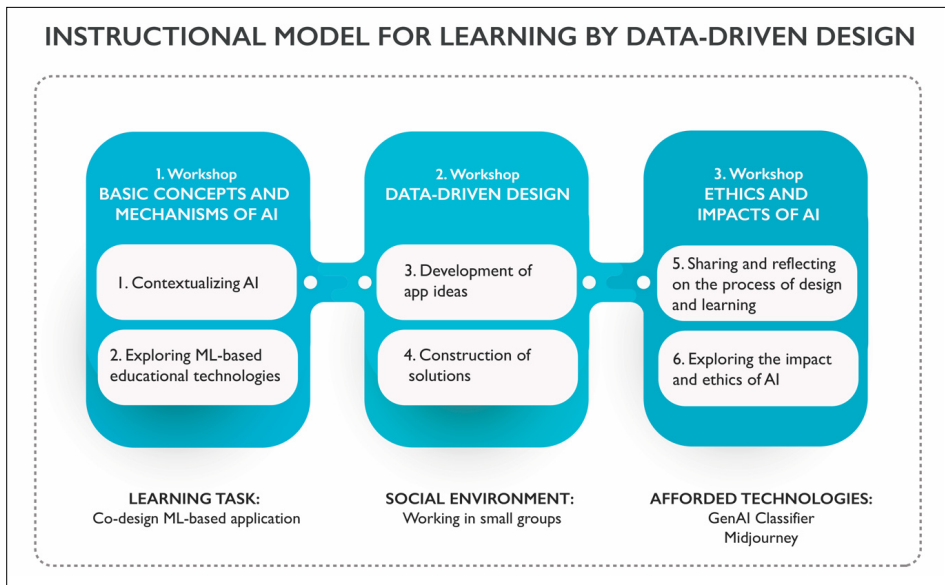 INSTRUCTIONAL MODEL FOR LEARNING BY DATA-DRIVEN DESIGN
1. Workshop
BASIC CONCEPTS AND
MECHANISMS OF AI
1. Contextualizing AI
2. Exploring ML-based
educational technologies
2. Workshop
DATA-DRIVEN DESIGN
3. Development of
app ideas
4. Construction of
solutions
3. Workshop
ETHICS AND
IMPACTS OF AI
5. Sharing and reflecting
on the process of design
and learning
6. Exploring the impact
and ethics of AI
LEARNING TASK:
Co-design ML-based application
SOCIAL ENVIRONMENT:
Working in small groups
AFFORDED TECHNOLOGIES:
GenAI Classifier
Midjourney